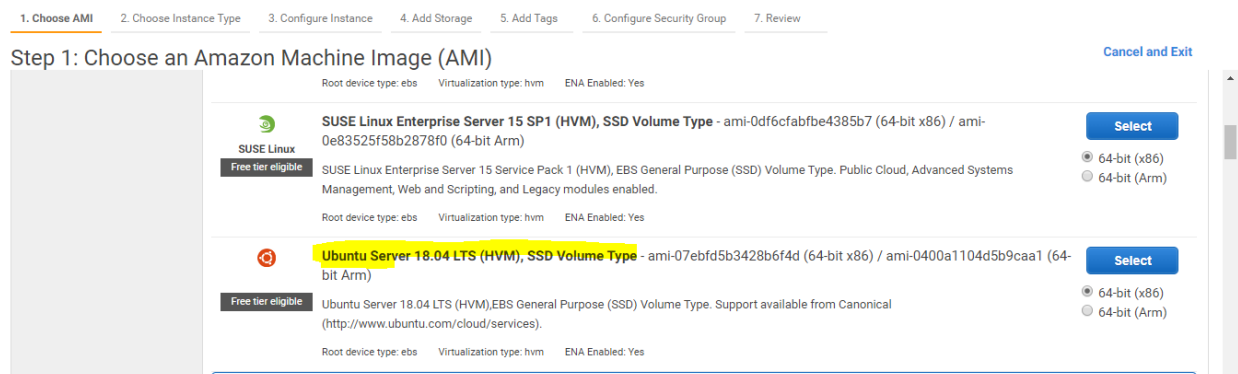 1. Choose AMI 2. Choose Instance Type 3. Configure Instance 4. Add Storage 5. Add Tags 6. Configure Security Group 7. Review
Step 1: Choose an Amazon Machine Image (AMI)
Cancel and Exit
Root device type: ebs Virtualization type: hvm ENA Enabled: Yes
SUSE Linux
Free tier eligible
SUSE Linux Enterprise Server 15 SP1 (HVM), SSD Volume Type - ami-0df6cfabfbe4385b7 (64-bit x86) / ami-
0e83525f58b2878f0 (64-bit Arm)
SUSE Linux Enterprise Server 15 Service Pack 1 (HVM), EBS General Purpose (SSD) Volume Type. Public Cloud, Advanced Systems
Management, Web and Scripting, and Legacy modules enabled.
Root device type: ebs Virtualization type: hvm ENA Enabled: Yes
Select
64-bit (x86)
64-bit (Arm)
Free tier eligible
Ubuntu Server 18.04 LTS (HVM), SSD Volume Type - ami-07ebfd5b3428b6f4d (64-bit x86) / ami-0400a1104d5b9caa1 (64-
bit Arm)
Ubuntu Server 18.04 LTS (HVM),EBS General Purpose (SSD) Volume Type. Support available from Canonical
(http://www.ubuntu.com/cloud/services).
Root device type: ebs Virtualization type: hvm ENA Enabled: Yes
Select
64-bit (x86)
64-bit (Arm)